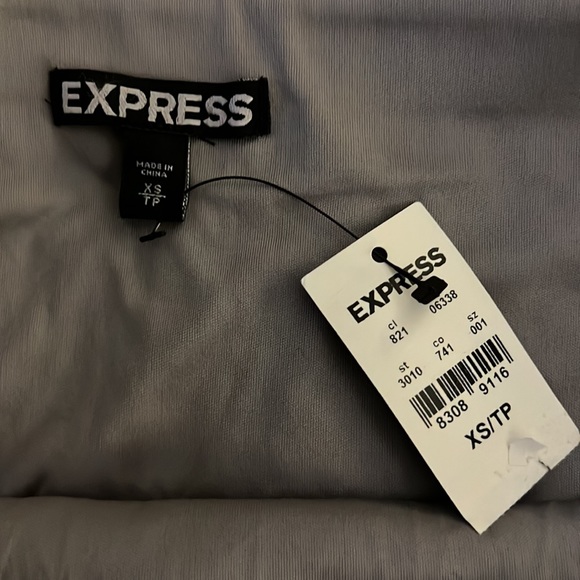 EXPRESS
MADE IN
CHINA
XS
TP
EXPRESS
cl
821 06338
st co sz
3010 741 001
8308 9116
XS/TP